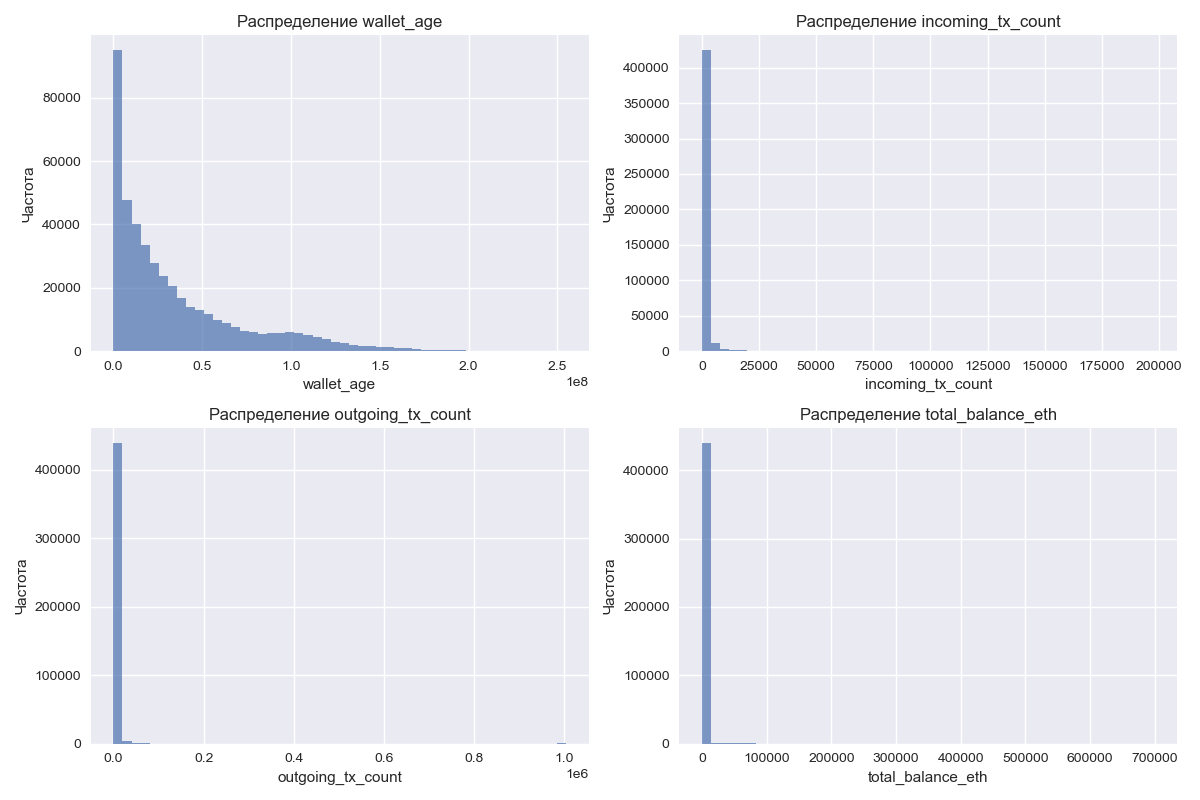 Распределение wallet_age
Частота
80000
60000
40000
20000
0
0.0 0.5 1.0 1.5 2.0 2.5
1e8
wallet_age
Распределение incoming_tx_count
Частота
400000
350000
300000
250000
200000
150000
100000
50000
0
0 25000 50000 75000 100000 125000 150000 175000 200000
incoming_tx_count
Распределение outgoing_tx_count
Частота
400000
300000
200000
100000
0
0.0 0.2 0.4 0.6 0.8 1.0
1e6
outgoing_tx_count
Распределение total_balance_eth
Частота
400000
300000
200000
100000
0
0 100000 200000 300000 400000 500000 600000 700000
total_balance_eth